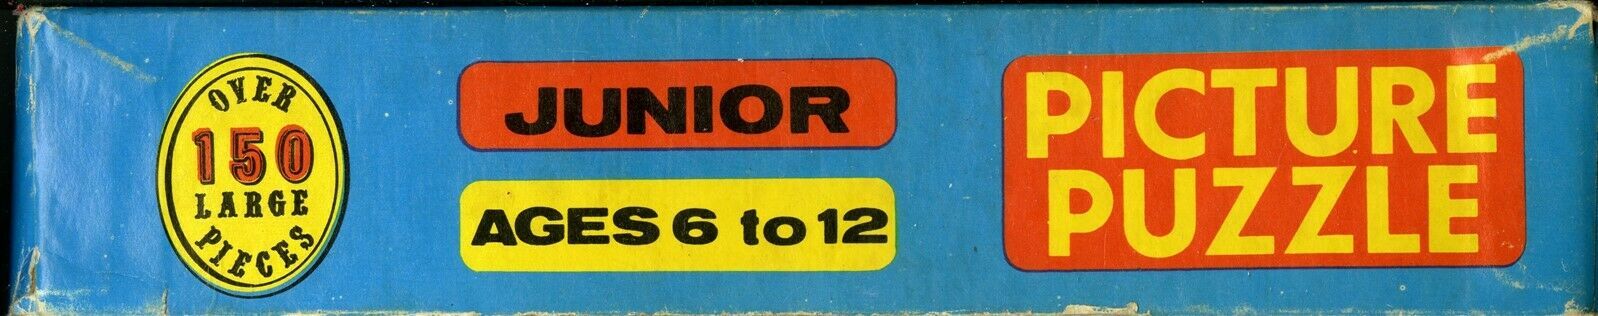 OVER
150
LARGE
PIECES
JUNIOR
AGES 6 to 12
PICTURE
PUZZLE